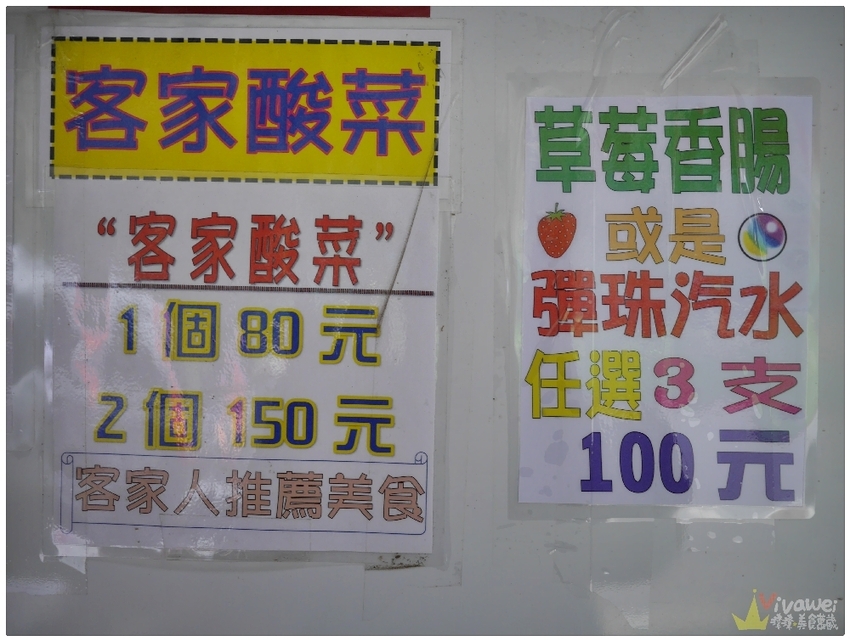 客家酸菜
“客家酸菜”
1個80元
2個150元
客家人推薦美食
草莓香腸
或是
彈珠汽水
任選3支
100元
Vivawei